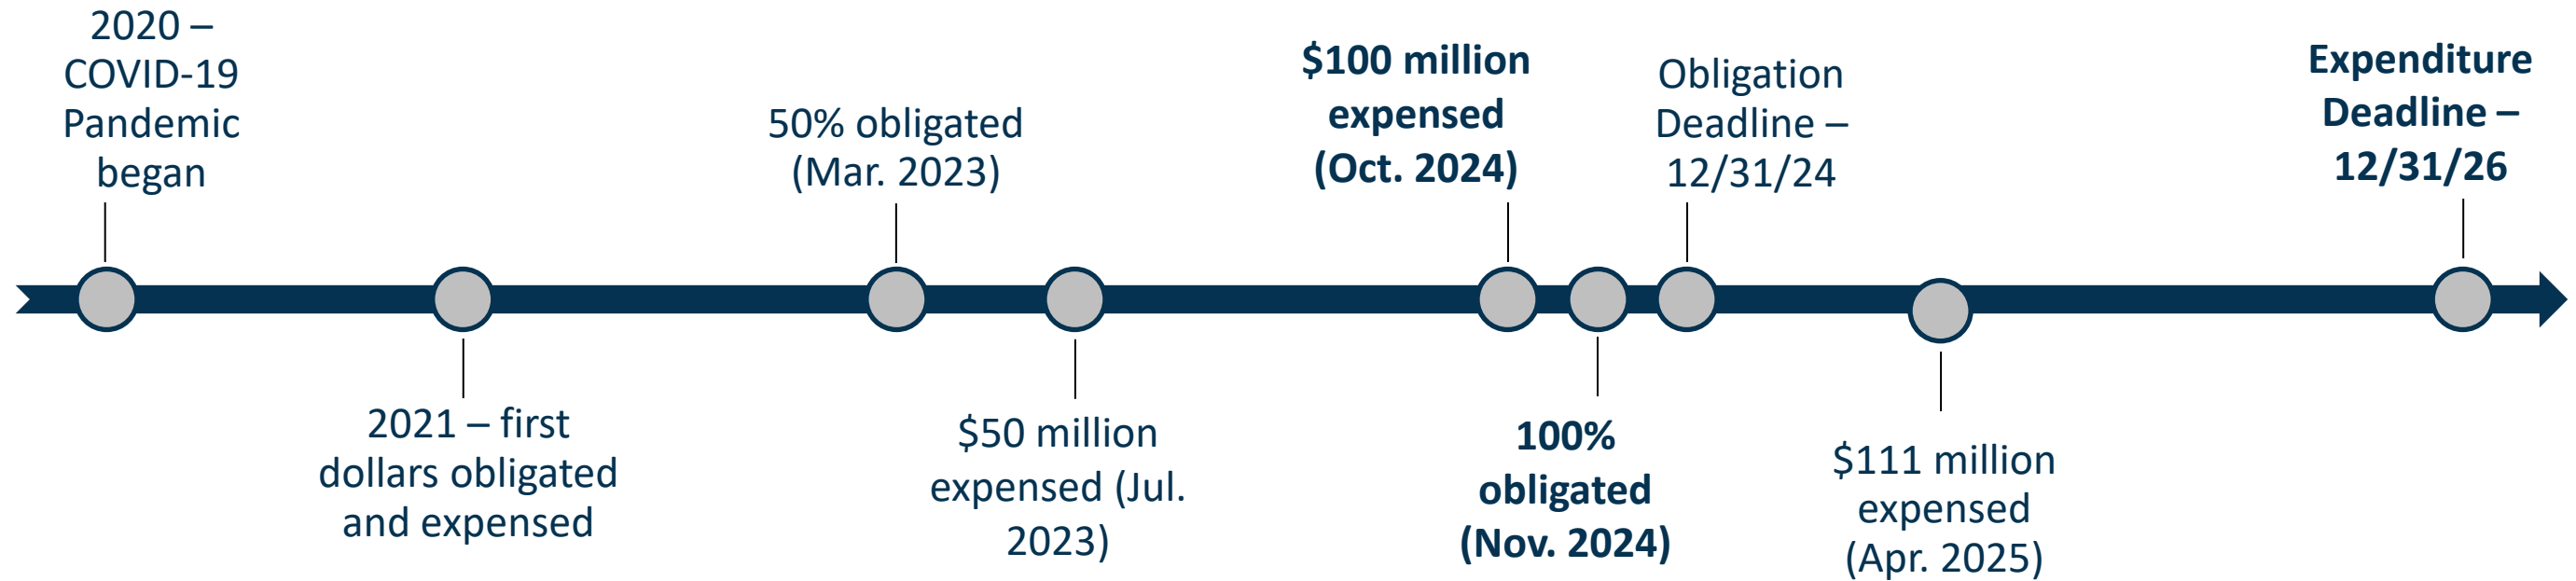 2020 –
COVID-19
Pandemic
began
2021 – first
dollars obligated
and expensed
50% obligated
(Mar. 2023)
$50 million
expensed (Jul.
2023)
$100 million
expensed
(Oct. 2024)
100%
obligated
(Nov. 2024)
Obligation
Deadline –
12/31/24
$111 million
expensed
(Apr. 2025)
Expenditure
Deadline –
12/31/26